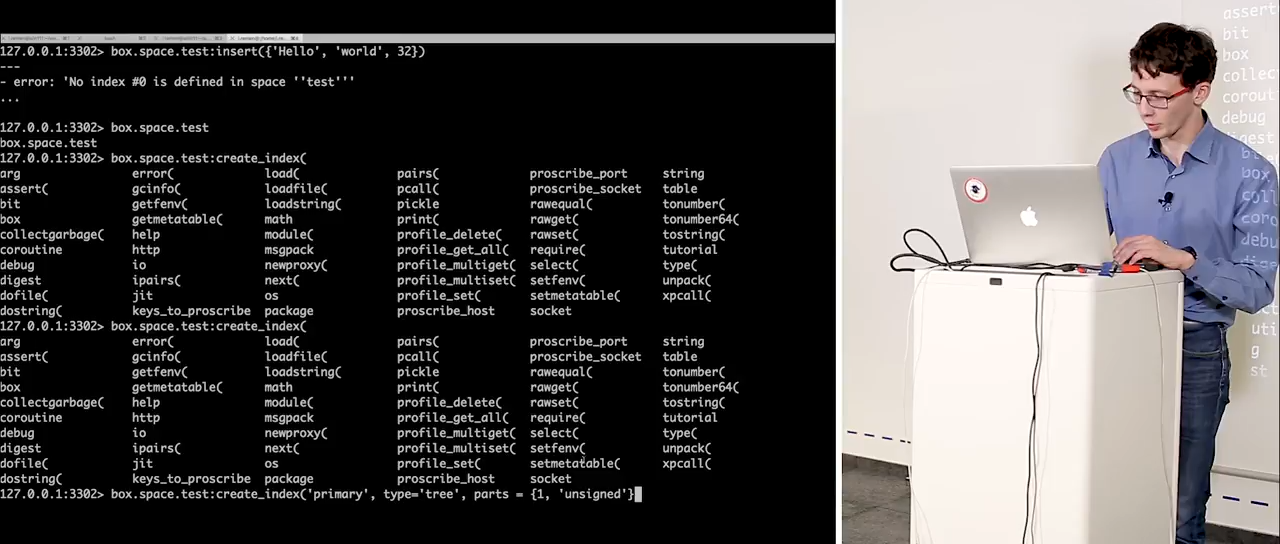 127.0.0.1:3302> box.space.test:insert({'Hello', 'world', 32})
---
- error: 'No index #0 is defined in space ''test'''
...
127.0.0.1:3302> box.space.test
box.space.test
127.0.0.1:3302> box.space.test:create_index(
arg error( load( pairs( proscribe_port string
assert( gcinfo( loadfile( pcall( proscribe_socket table
bit getfenv( loadstring( pickle rawequal( tonumber(
box getmetatable( math print( rawget( tonumber64(
collectgarbage( help module( profile_delete( rawset( tostring(
coroutine http msgpack profile_get_all( require( tutorial
debug io newproxy( profile_multiget( select( type(
digest ipairs( next( profile_multiset( setfenv( unpack(
dofile( jit os profile_set( setmetatable( xpcall(
dostring( keys_to_proscribe package proscribe_host socket
127.0.0.1:3302> box.space.test:create_index(
arg error( load( pairs( proscribe_port string
assert( gcinfo( loadfile( pcall( proscribe_socket table
bit getfenv( loadstring( pickle rawequal( tonumber(
box getmetatable( math print( rawget( tonumber64(
collectgarbage( help module( profile_delete( rawset( tostring(
coroutine http msgpack profile_get_all( require( tutorial
debug io newproxy( profile_multiget( select( type(
digest ipairs( next( profile_multiset( setfenv( unpack(
dofile( jit os profile_set( setmetatable( xpcall(
dostring( keys_to_proscribe package proscribe_host socket
127.0.0.1:3302> box.space.test:create_index('primary', type='tree', parts = {1, 'unsigned'}
assert
bit
box
collec
corout
debug